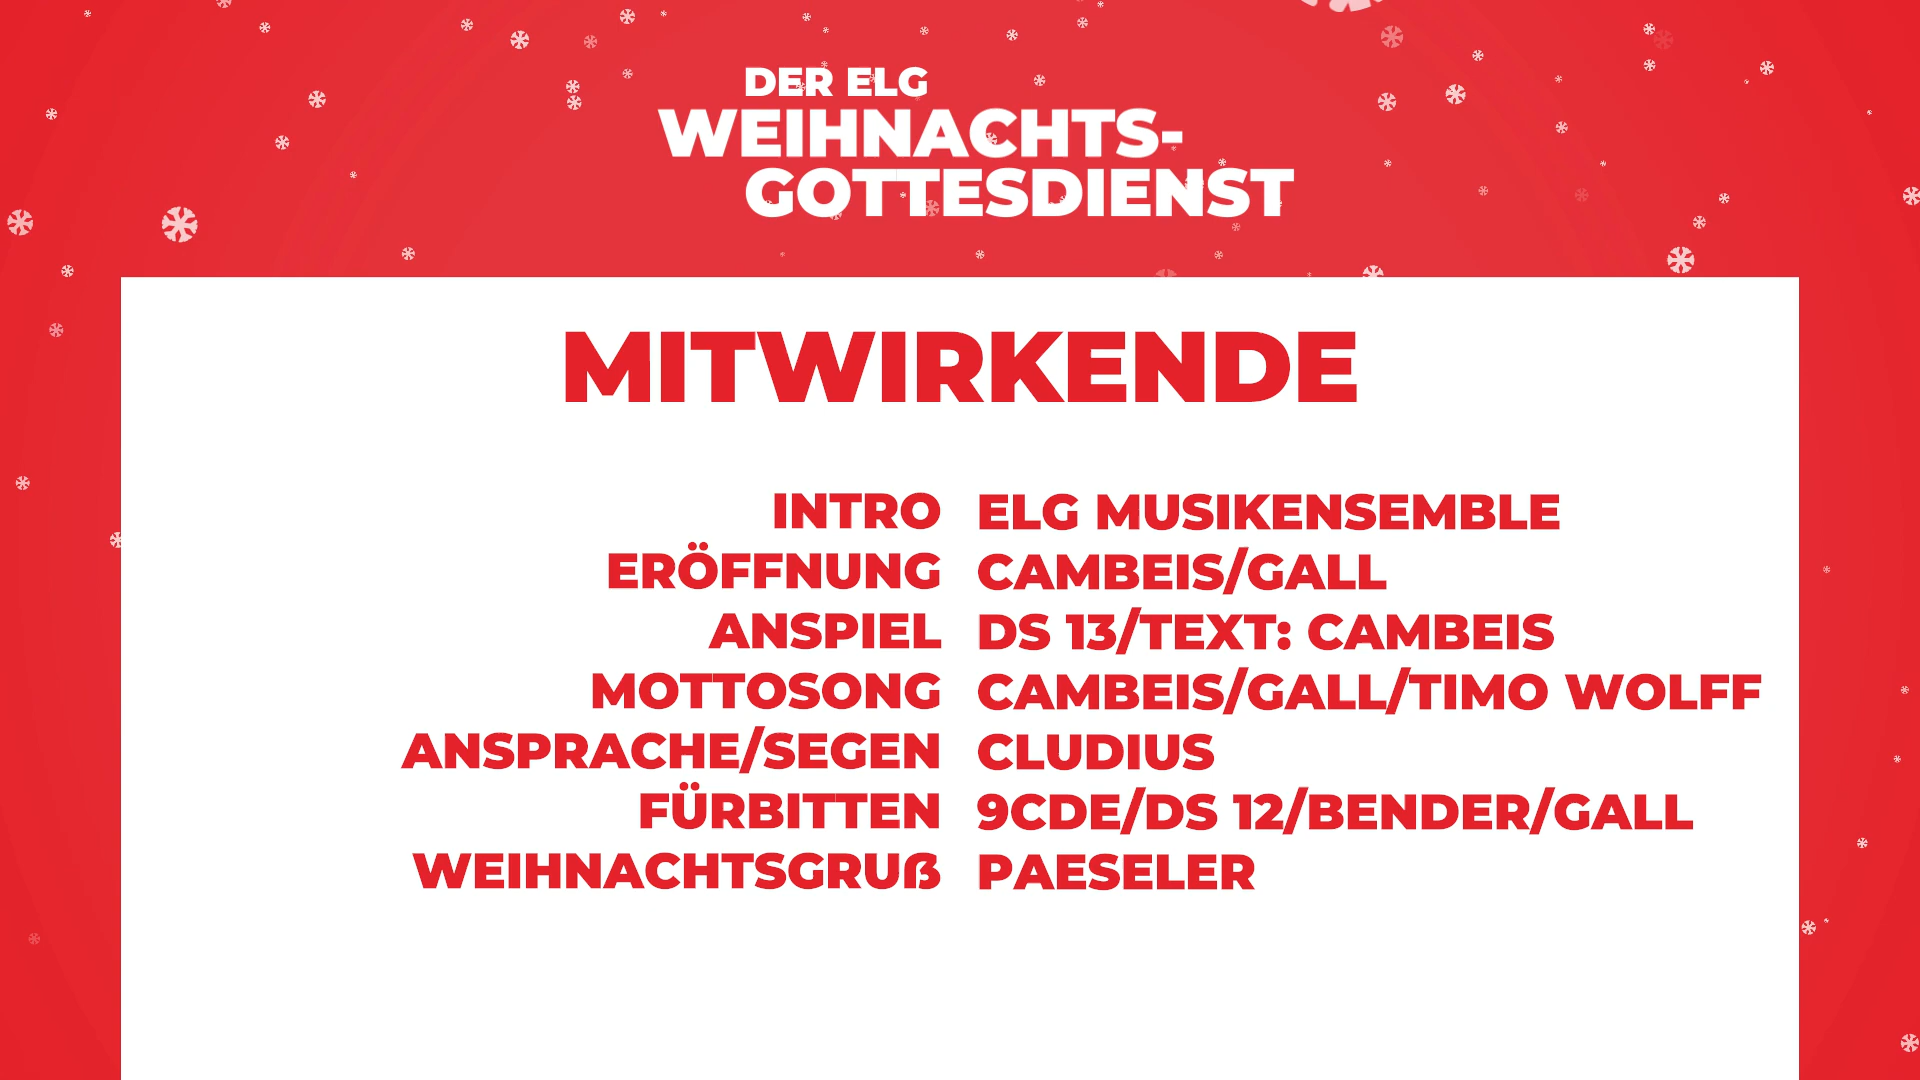 DER ELG
WEIHNACHTS-
GOTTESDIENST
MITWIRKENDE
INTRO ELG MUSIKENSEMBLE
ERÖFFNUNG CAMBEIS/GALL
ANSPIEL DS 13/TEXT: CAMBEIS
MOTTOSONG CAMBEIS/GALL/TIMO WOLFF
ANSPRACHE/SEGEN CLUDIUS
FÜRBITTEN 9CDE/DS 12/BENDER/GALL
WEIHNACHTSGRUß PAESELER